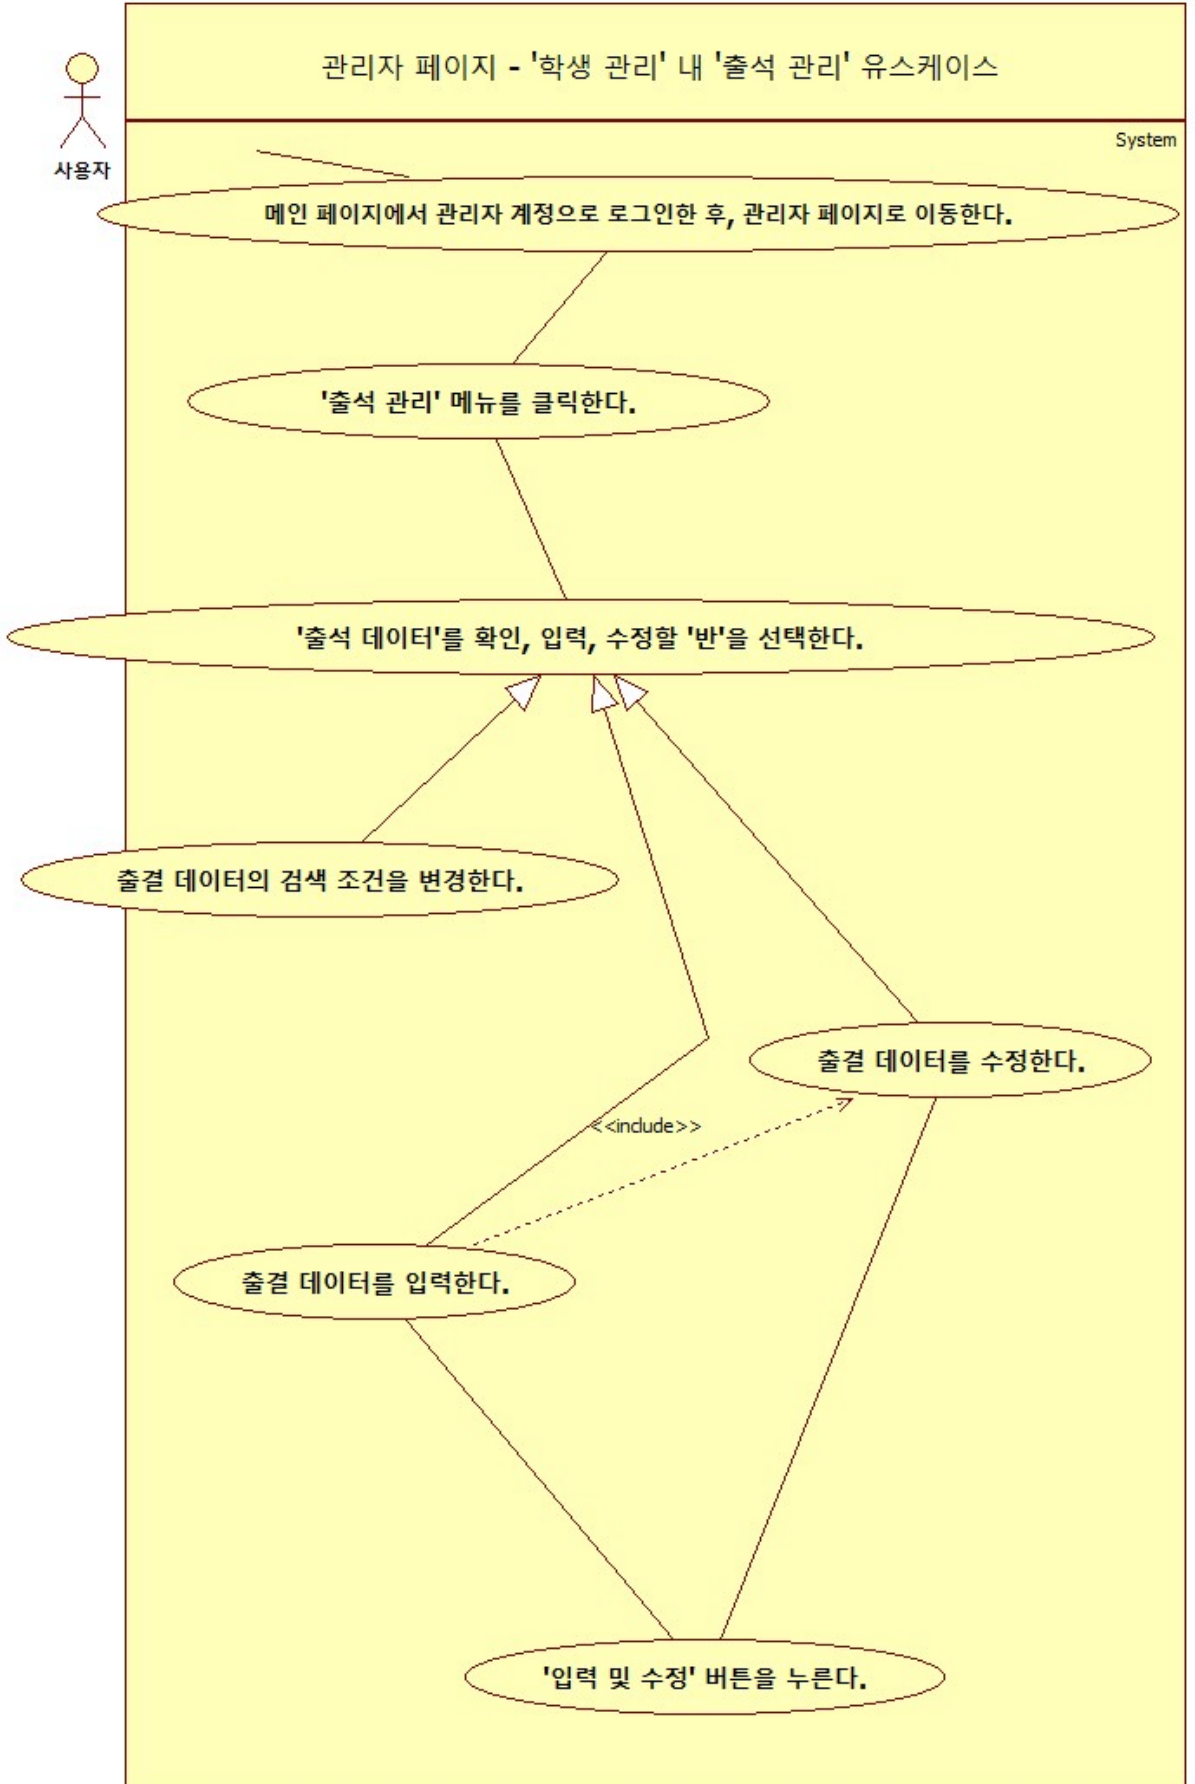 관리자 페이지 - '학생 관리' 내 '출석 관리' 유스케이스
System
사용자
메인 페이지에서 관리자 계정으로 로그인한 후, 관리자 페이지로 이동한다.
'출석 관리' 메뉴를 클릭한다.
'출석 데이터'를 확인, 입력, 수정할 '반'을 선택한다.
출결 데이터의 검색 조건을 변경한다.
출결 데이터를 수정한다.
<<include>>
출결 데이터를 입력한다.
'입력 및 수정' 버튼을 누른다.